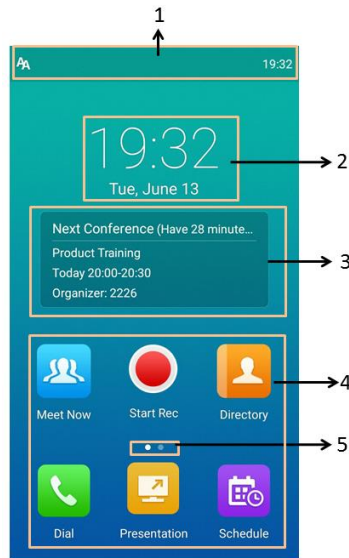 1
AA 19:32
19:32
2
Tue, June 13
Next Conference (Have 28 minute...
Product Training
3
Today 20:00-20:30
Organizer: 2226
4
Meet Now Start Rec Directory
5
Dial Presentation Schedule